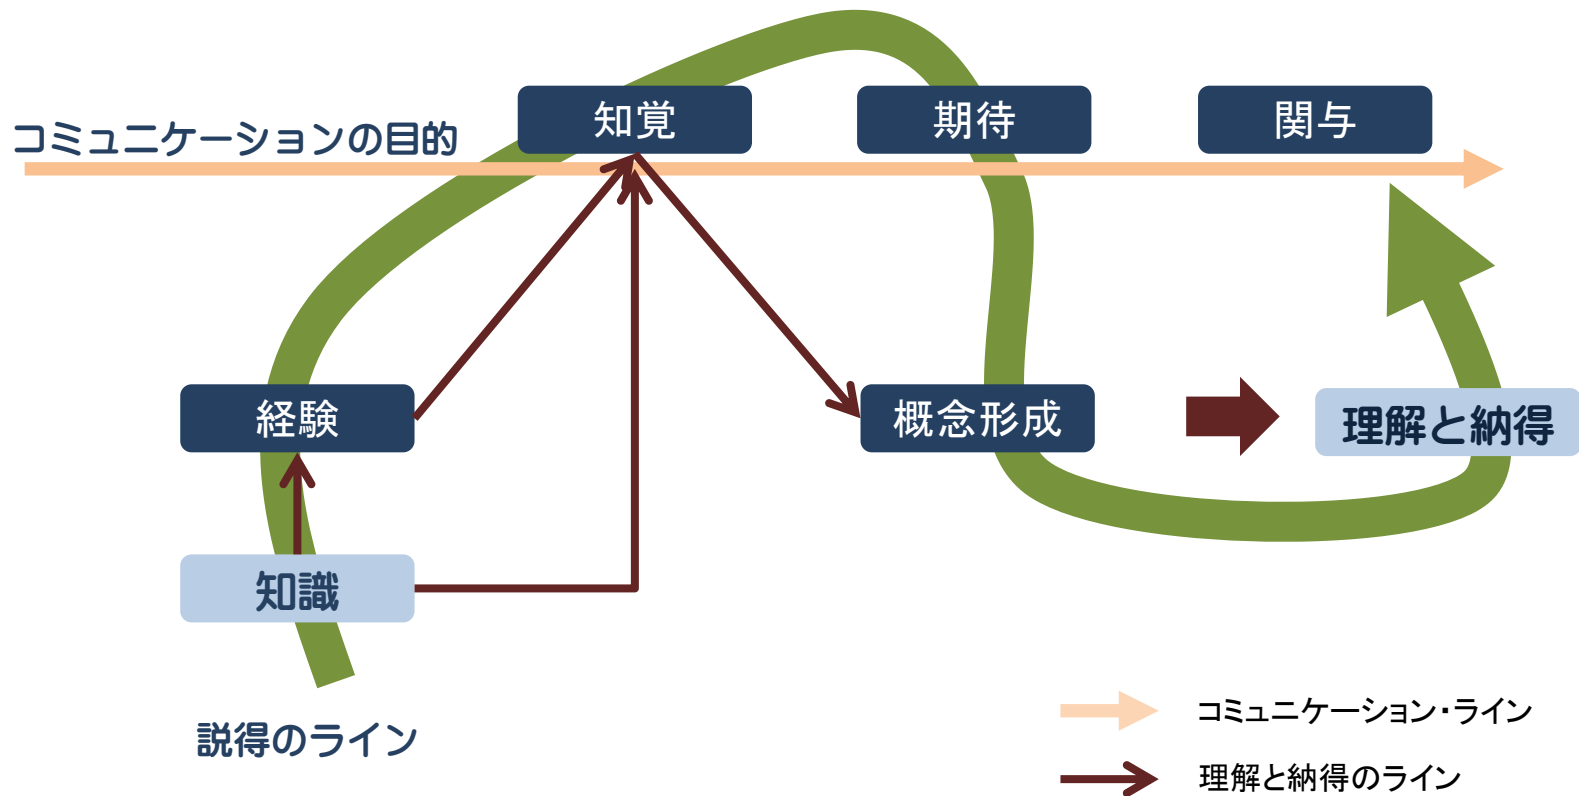 知覚
期待
関与
コミュニケーションの目的
経験
概念形成
理解と納得
知識
説得のライン
コミュニケーション・ライン
理解と納得のライン